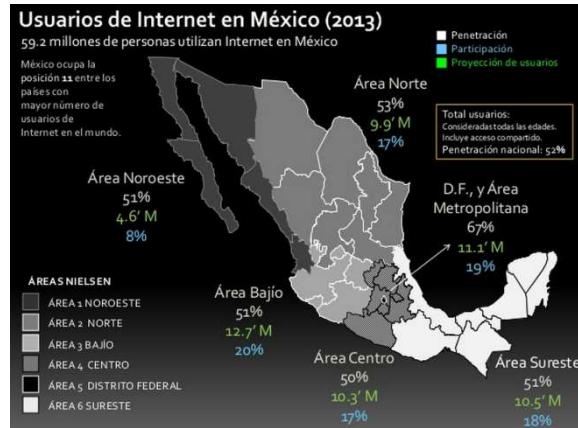 Usuarios de Internet en México (2013)
59.2 millones de personas utilizan Internet en México
Penetración
Participación
Proyección de usuarios
México ocupa la
posición 11 entre los
países con
mayor número de
usuarios de
Internet en el mundo.
Área Norte
53%
9.9' M
17%
Total usuarios:
Consideradas todas las edades.
Incluye acceso compartido.
Penetración nacional: 52%
Área Noroeste
51%
4.6' M
8%
D.F., y Área
Metropolitana
67%
11.1' M
19%
ÁREAS NIELSEN
ÁREA 1 NOROESTE
ÁREA 2 NORTE
ÁREA 3 BAJÍO
ÁREA 4 CENTRO
ÁREA 5 DISTRITO FEDERAL
ÁREA 6 SURESTE
Área Bajío
51%
12.7' M
20%
Área Centro
50%
10.3' M
17%
Área Sureste
51%
10.5' M
18%